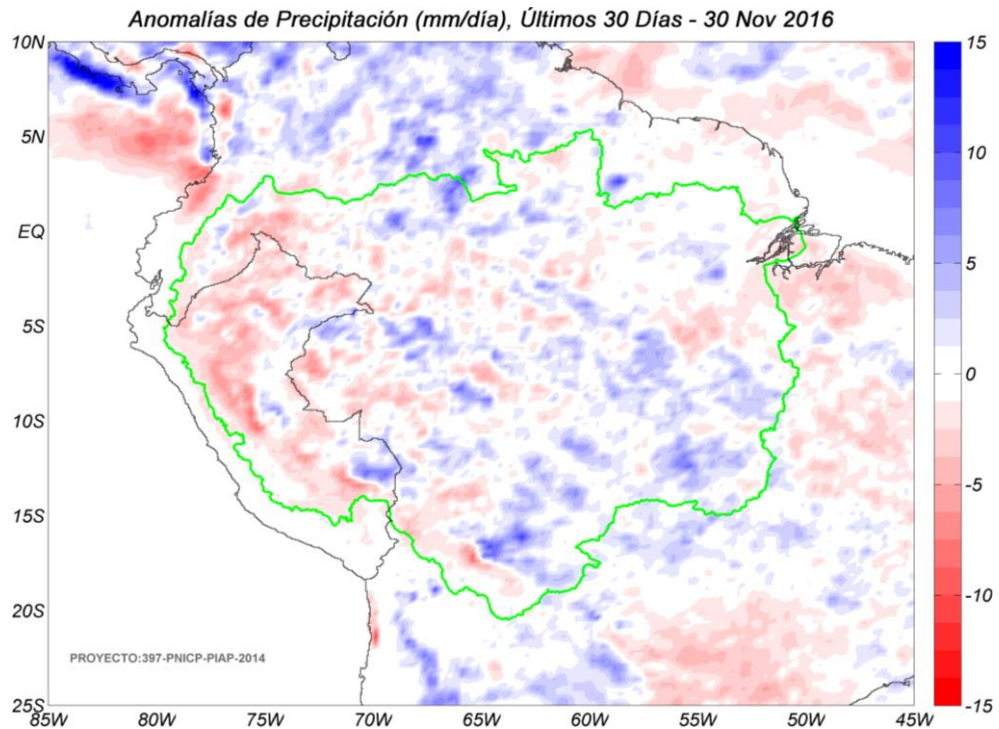 Anomalías de Precipitación (mm/día), Últimos 30 Días - 30 Nov 2016
10N
5N
EQ
5S
10S
15S
20S
25S
85W 80W 75W 70W 65W 60W 55W 50W 45W
15
10
5
0
-5
-10
-15
PROYECTO:397-PNICP-PIAP-2014